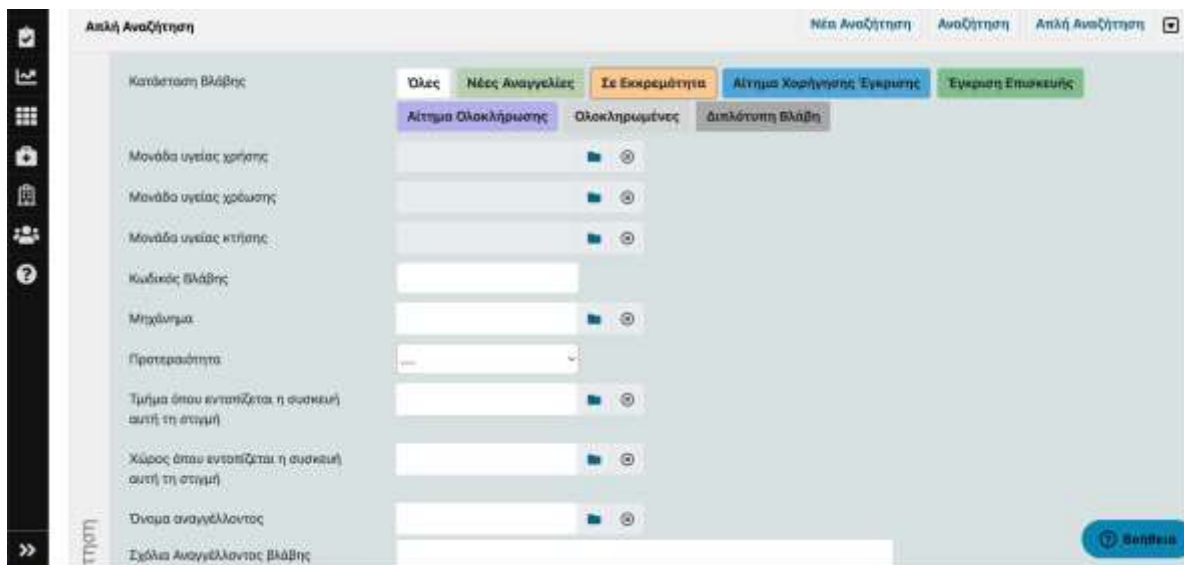 Απλή Αναζήτηση
Νέα Αναζήτηση Αναζήτηση Απλή Αναζήτηση
Κατάσταση Βλάβης
Όλες Νέες Αναγγελίες Σε Εκκρεμότητα Αίτημα Χορήγησης Έγκρισης Έγκριση Επισκευής
Αίτημα Ολοκλήρωσης Ολοκληρωμένες Διπλότυπη Βλάβη
Μονάδα υγείας χρήσης
Μονάδα υγείας χρέωσης
Μονάδα υγείας κτήσης
Κωδικός Βλάβης
Μηχάνημα
Προτεραιότητα
....
Τμήμα όπου εντοπίζεται η συσκευή
αυτή τη στιγμή
Χώρος όπου εντοπίζεται η συσκευή
αυτή τη στιγμή
Όνομα αναγγέλλοντος
Σχόλια Αναγγέλλοντος Βλάβης
Βοήθεια